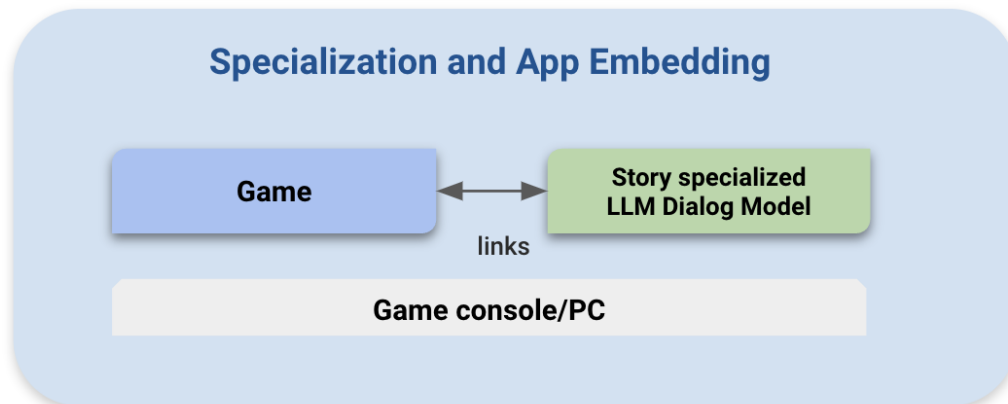 Specialization and App Embedding
Game
Story specialized
LLM Dialog Model
links
Game console/PC